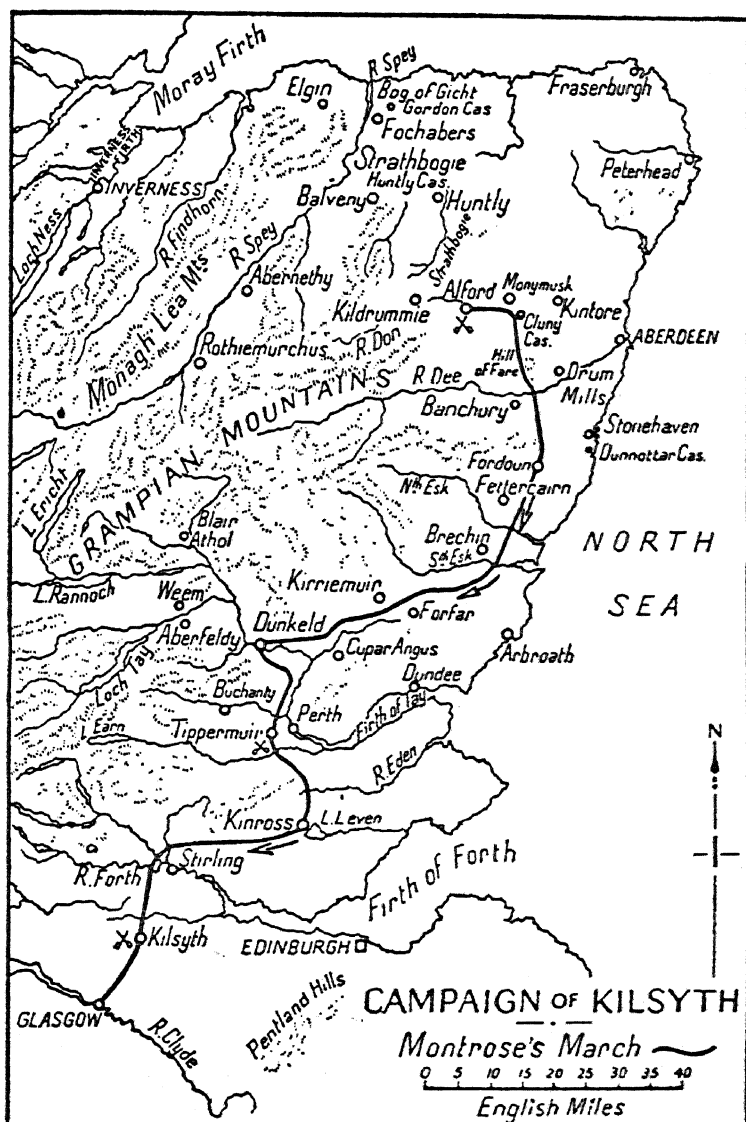 Moray Firth
R Spey
Elgin
Bog of Gicht
Gordon Cas.
Fochabers
Fraserburgh
INVERNESS
FIRTH
INVERNESS
Strathbogie
Huntly Cas.
Peterhead
Balveny
Huntly
Loch Ness
R. Findhorn
R. Spey
Strathbogie
Abernethy
Monagh Lea Mts
Kildrummie
Alford
Monymusk
Kintore
Cluny
Cas.
R. Don
Rothiemurchus
Hill
of Fare
ABERDEEN
R. Dee
Drum
Mills
Banchury
GRAMPIAN MOUNTAINS
Stonehaven
Dunnottar Cas.
Fordoun
Nth Esk
Fettercairn
L. Ericht
Blair
Athol
Brechin
Sth Esk
NORTH
SEA
L. Rannoch
Weem
Kirriemuir
Forfar
Dunkeld
Aberfeldy
Cupar Angus
Arbroath
Loch Tay
Dundee
Buchanty
Perth
Firth of Tay
L. Earn
Tippermuir
N
R. Eden
Kinross
L. Leven
Stirling
R. Forth
Firth of Forth
Kilsyth
EDINBURGH
GLASGOW
R. Clyde
Pentland Hills
CAMPAIGN OF KILSYTH
Montrose's March
0 5 10 15 20 25 30 35 40
English Miles